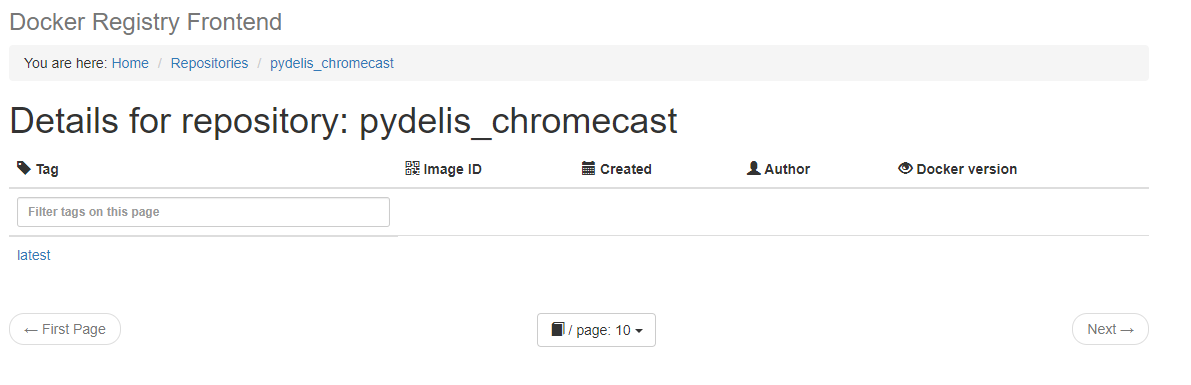 Docker Registry Frontend
You are here: Home / Repositories / pydelis_chromecast
Details for repository: pydelis_chromecast
Tag Image ID Created Author Docker version
Filter tags on this page
latest
← First Page / page: 10 Next →